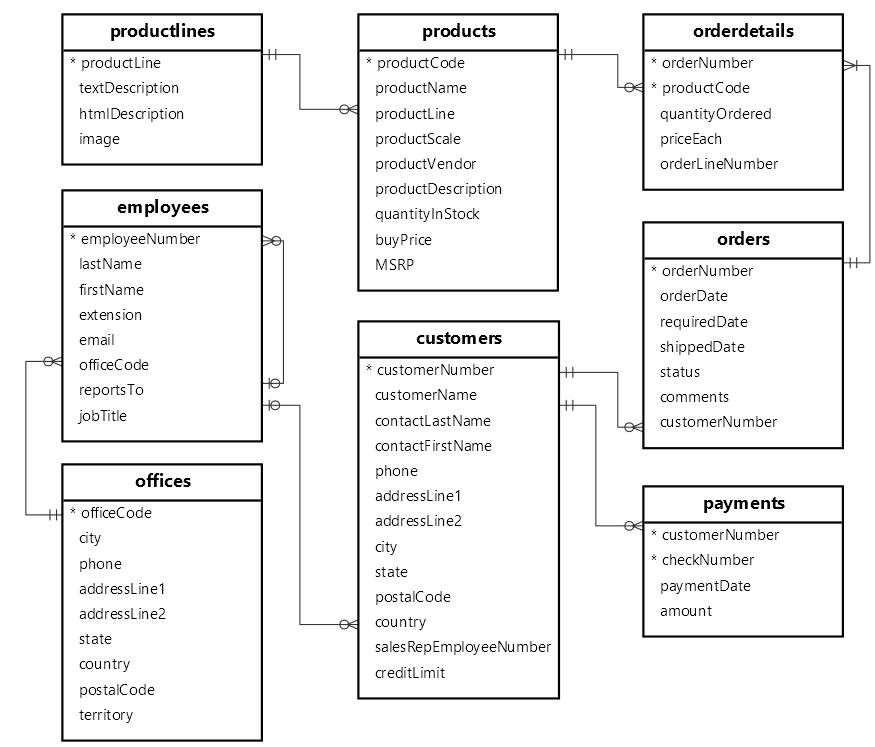 productlines
* productLine
textDescription
htmlDescription
image
products
* productCode
productName
productLine
productScale
productVendor
productDescription
quantityInStock
buyPrice
MSRP
orderdetails
* orderNumber
* productCode
quantityOrdered
priceEach
orderLineNumber
employees
* employeeNumber
lastName
firstName
extension
email
officeCode
reportsTo
jobTitle
customers
* customerNumber
customerName
contactLastName
contactFirstName
phone
addressLine1
addressLine2
city
state
postalCode
country
salesRepEmployeeNumber
creditLimit
orders
* orderNumber
orderDate
requiredDate
shippedDate
status
comments
customerNumber
offices
* officeCode
city
phone
addressLine1
addressLine2
state
country
postalCode
territory
payments
* customerNumber
* checkNumber
paymentDate
amount